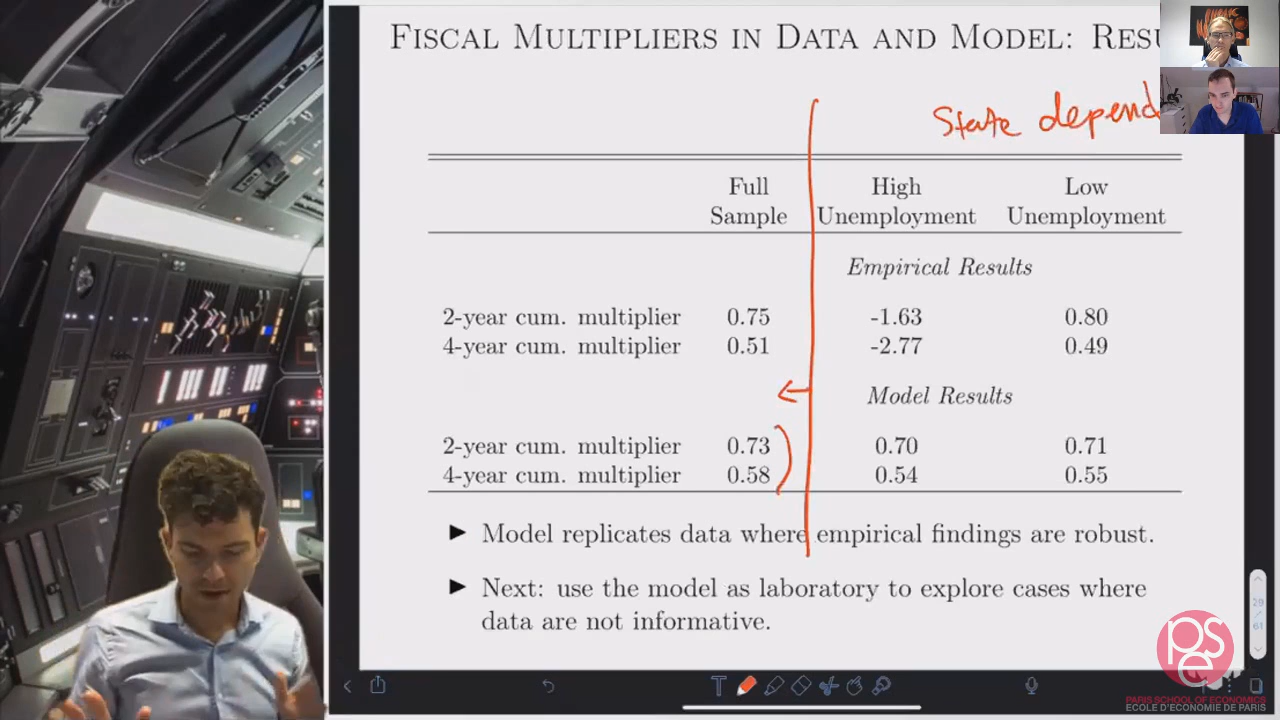 FISCAL MULTIPLIERS IN DATA AND MODEL: RESU
State depend
Full High Low
Sample Unemployment Unemployment
Empirical Results
2-year cum. multiplier 0.75 -1.63 0.80
4-year cum. multiplier 0.51 -2.77 0.49
Model Results
2-year cum. multiplier 0.73 0.70 0.71
4-year cum. multiplier 0.58 0.54 0.55
► Model replicates data where empirical findings are robust.
► Next: use the model as laboratory to explore cases where
data are not informative.
29
/
61
pse
T
PARIS SCHOOL OF ECONOMICS
ECOLE D'ECONOMIE DE PARIS